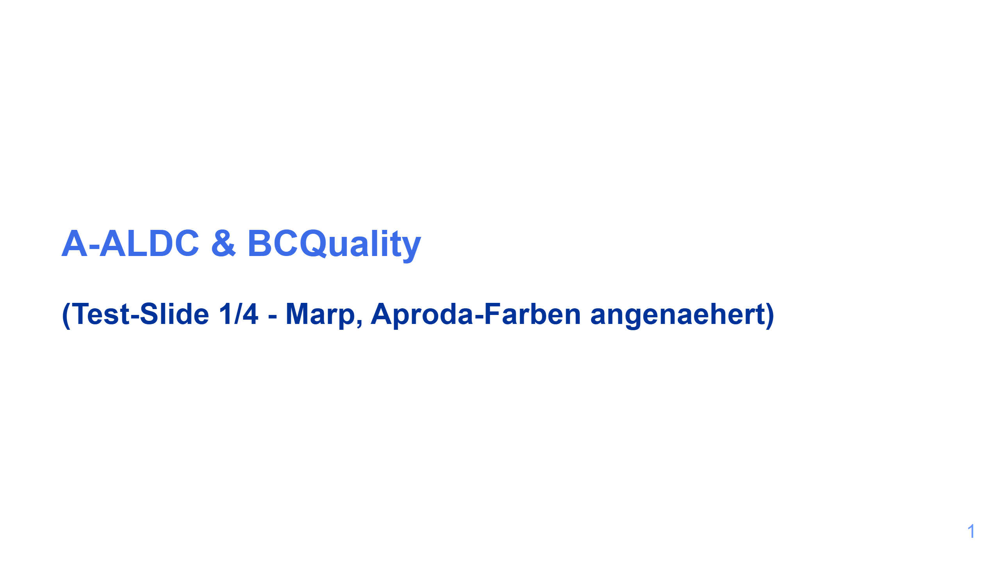 A-ALDC & BCQuality
(Test-Slide 1/4 - Marp, Aproda-Farben angenaehert)
1